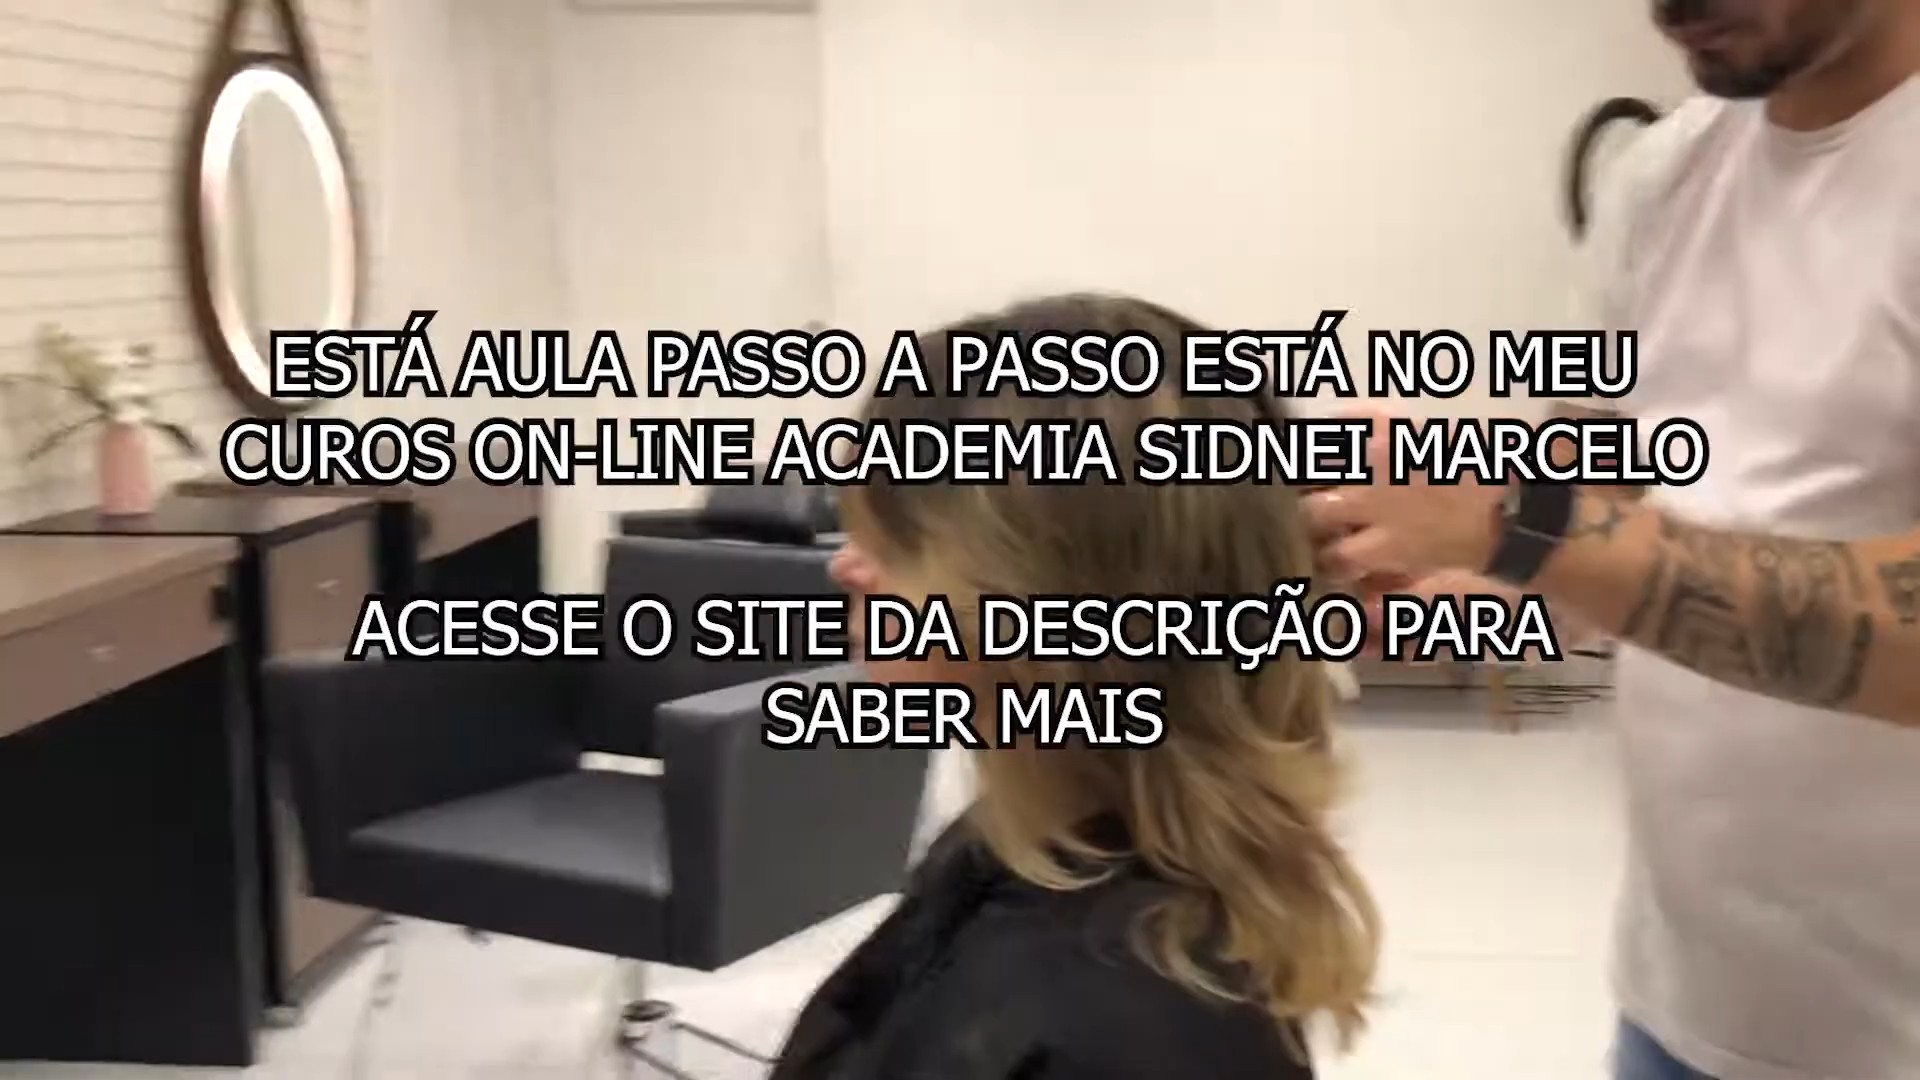 ESTÁ AULA PASSO A PASSO ESTÁ NO MEU
CUROS ON-LINE ACADEMIA SIDNEI MARCELO
ACESSE O SITE DA DESCRIÇÃO PARA
SABER MAIS